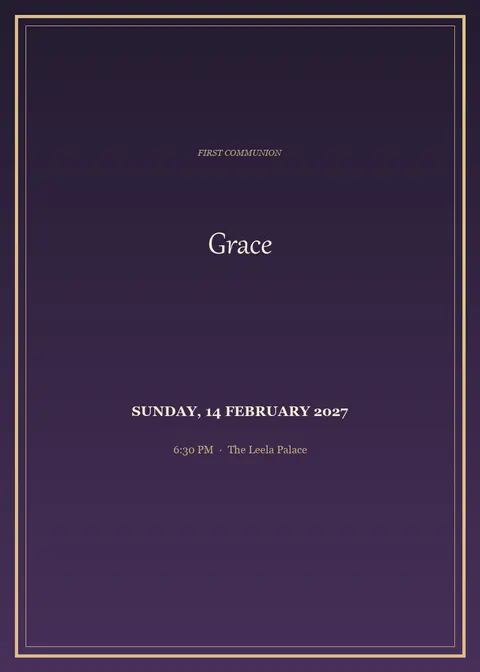 FIRST COMMUNION
Grace
SUNDAY, 14 FEBRUARY 2027
6:30 PM · The Leela Palace